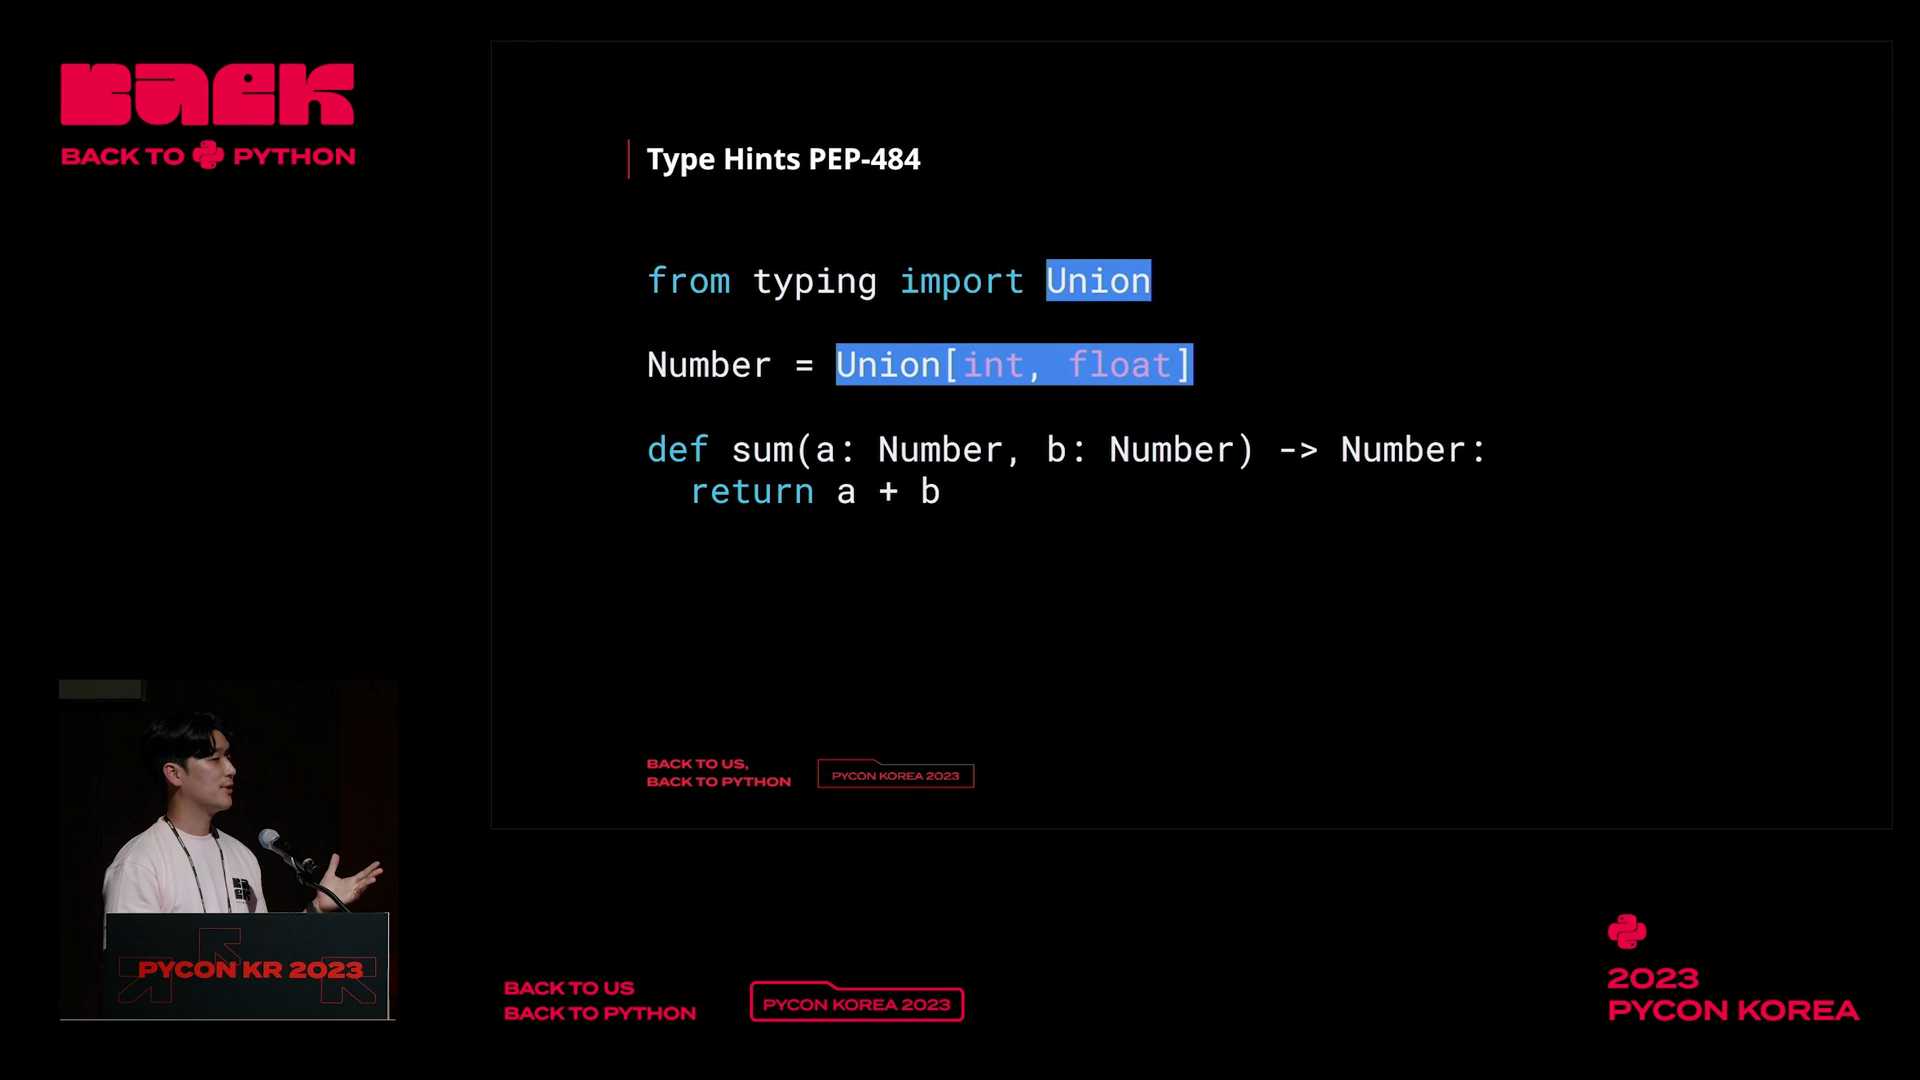 BACK
BACK TO PYTHON
Type Hints PEP-484
from typing import Union
Number = Union[int, float]
def sum(a: Number, b: Number) -> Number:
return a + b
BACK TO US,
BACK TO PYTHON
PYCON KOREA 2023
PYCON KR 2023
BACK TO US
BACK TO PYTHON
PYCON KOREA 2023
2023
PYCON KOREA